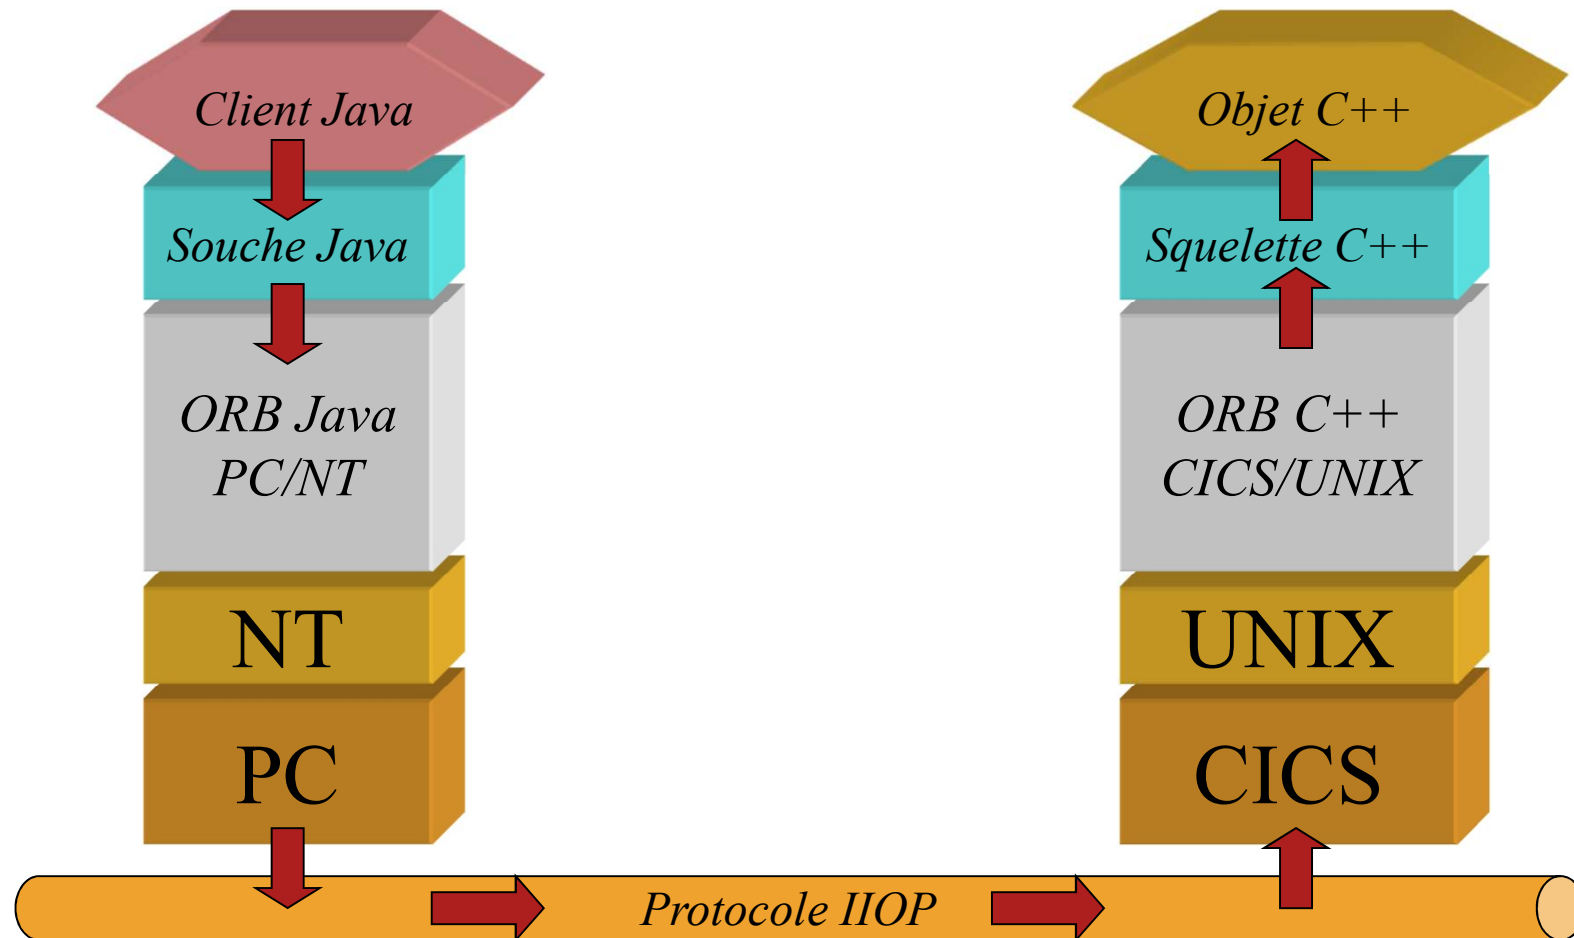 Client Java
Souche Java
ORB Java
PC/NT
NT
PC
Objet C++
Squelette C++
ORB C++
CICS/UNIX
UNIX
CICS
Protocole IIOP